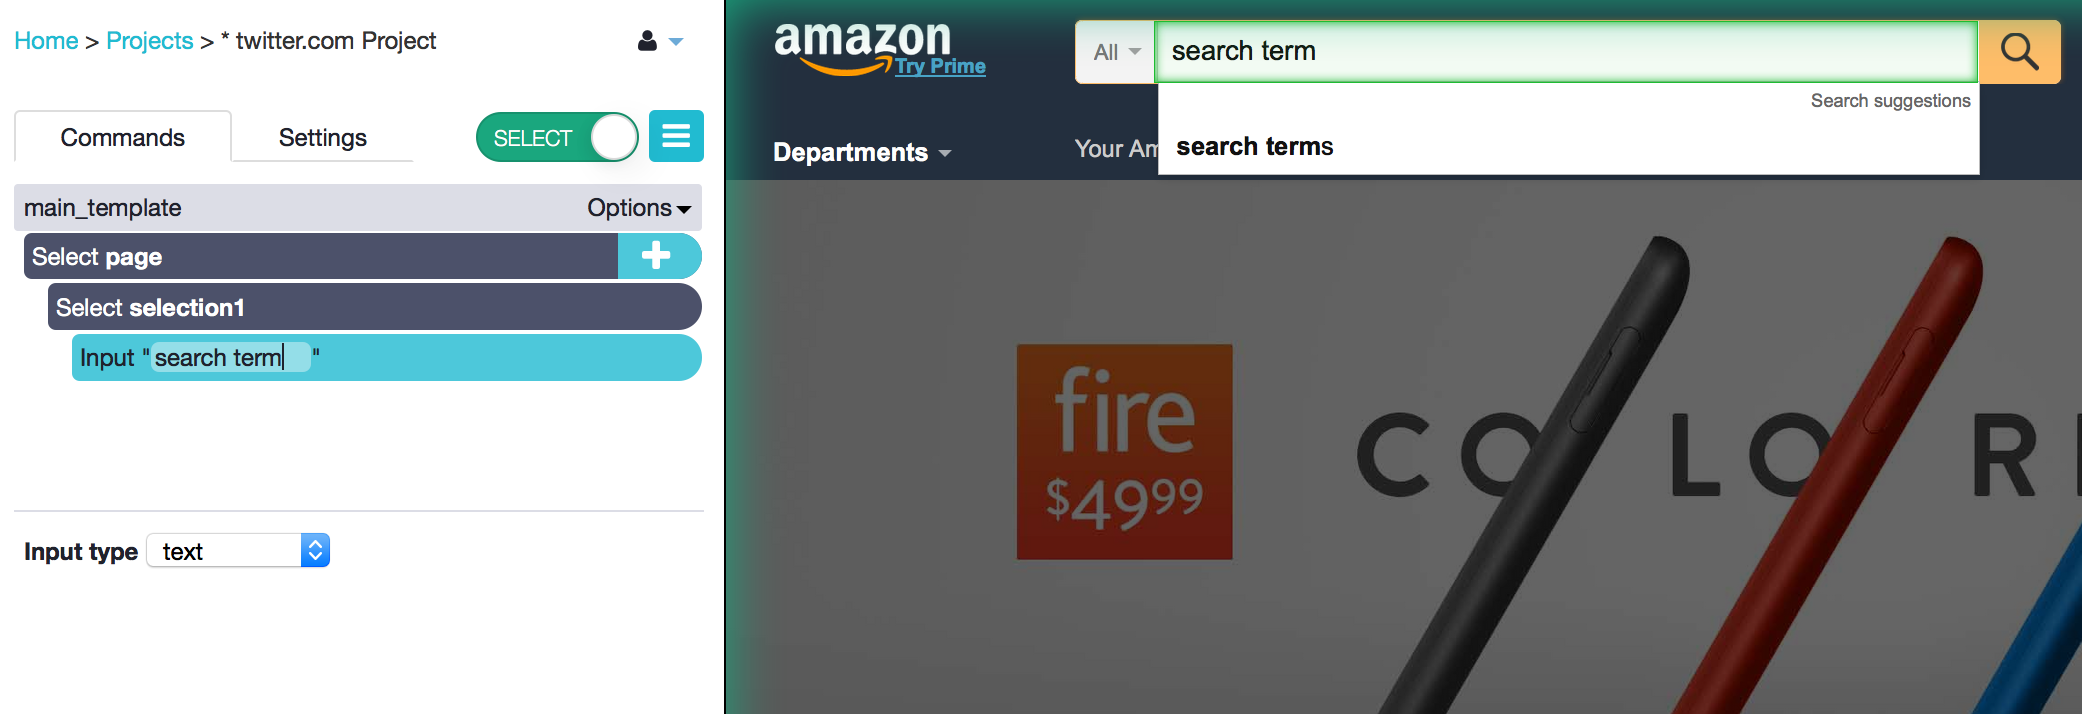 Home > Projects > * twitter.com Project
Commands
Settings
SELECT
main_template
Options
Select page
Select selection1
Input "search term"
Input type text
amazon
Try Prime
All
search term
Search suggestions
search terms
Departments
Your Am
fire
$49 99
COLOR